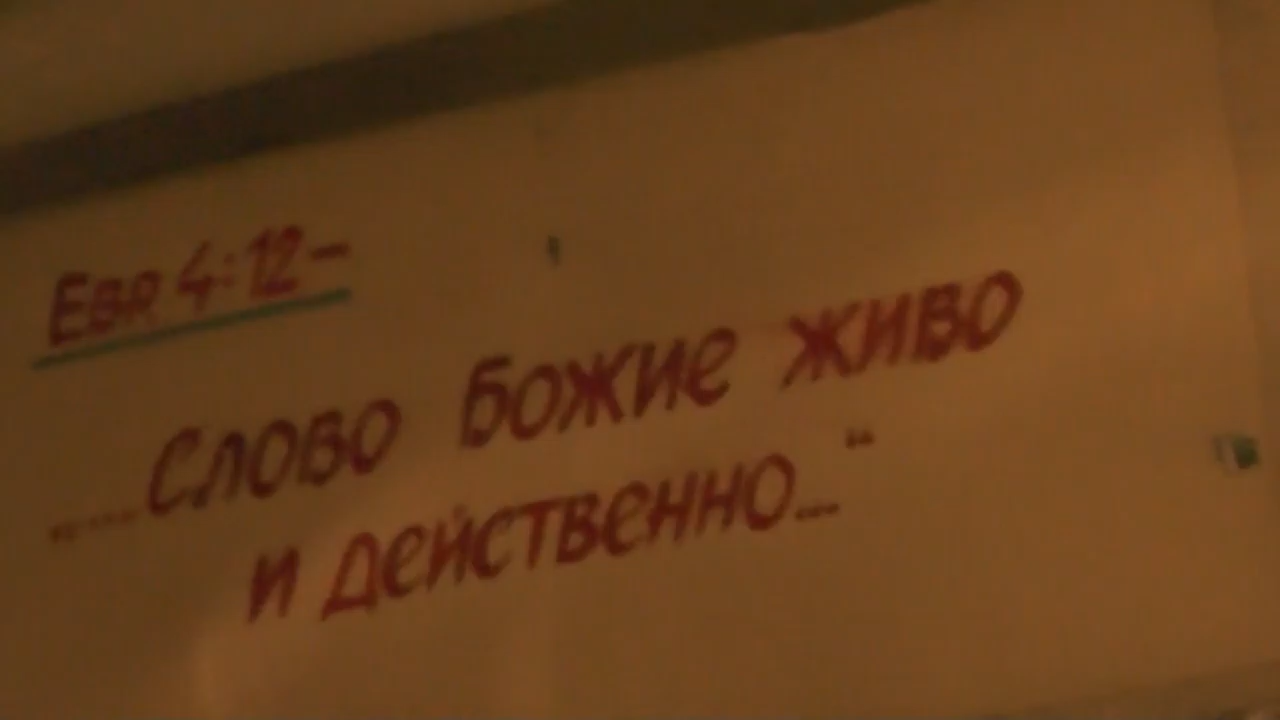 Евр. 4:12-
„...Слово Божие живо
и действенно..."